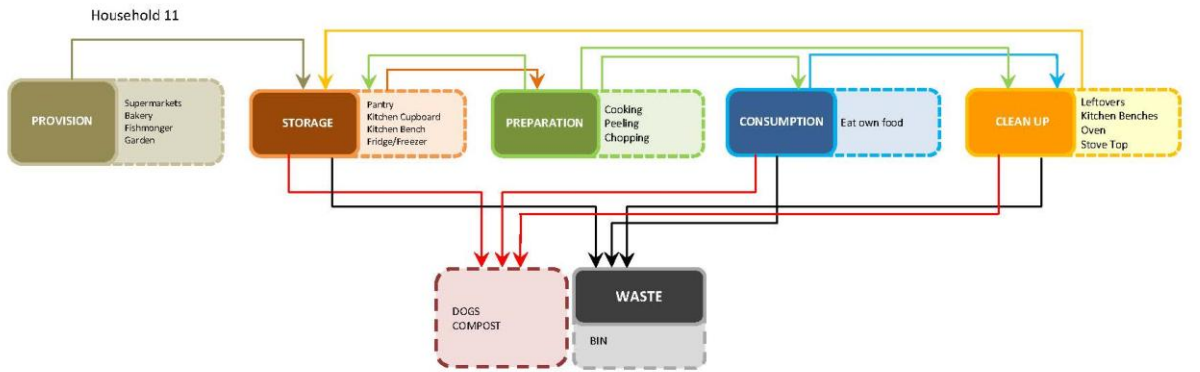 Household 11
PROVISION
Supermarkets
Bakery
Fishmonger
Garden
STORAGE
Pantry
Kitchen Cupboard
Kitchen Bench
Fridge/Freezer
PREPARATION
Cooking
Peeling
Chopping
CONSUMPTION
Eat own food
CLEAN UP
Leftovers
Kitchen Benches
Oven
Stove Top
DOGS
COMPOST
WASTE
BIN